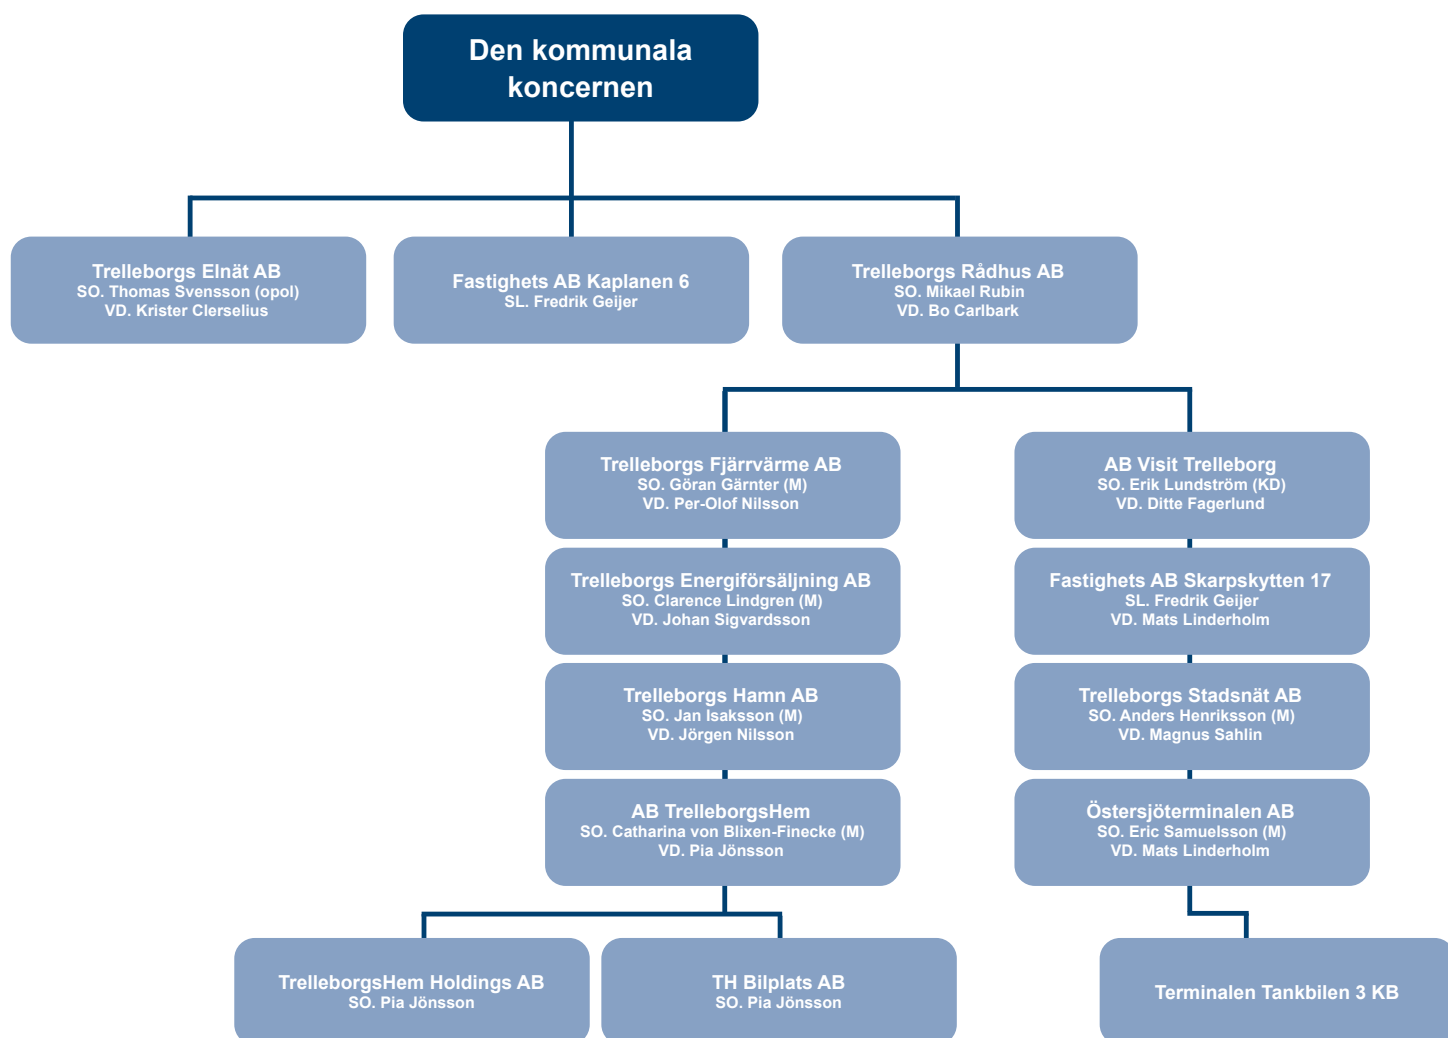 Den kommunala
koncernen
Trelleborgs Elnät AB
SO. Thomas Svensson (opol)
VD. Krister Clerselius
Fastighets AB Kaplanen 6
SL. Fredrik Geijer
Trelleborgs Rådhus AB
SO. Mikael Rubin
VD. Bo Carlbark
Trelleborgs Fjärrvärme AB
SO. Göran Gärnter (M)
VD. Per-Olof Nilsson
AB Visit Trelleborg
SO. Erik Lundström (KD)
VD. Ditte Fagerlund
Trelleborgs Energiförsäljning AB
SO. Clarence Lindgren (M)
VD. Johan Sigvardsson
Fastighets AB Skarpskytten 17
SL. Fredrik Geijer
VD. Mats Linderholm
Trelleborgs Hamn AB
SO. Jan Isaksson (M)
VD. Jörgen Nilsson
Trelleborgs Stadsnät AB
SO. Anders Henriksson (M)
VD. Magnus Sahlin
AB TrelleborgsHem
SO. Catharina von Blixen-Finecke (M)
VD. Pia Jönsson
Östersjöterminalen AB
SO. Eric Samuelsson (M)
VD. Mats Linderholm
TrelleborgsHem Holdings AB
SO. Pia Jönsson
TH Bilplats AB
SO. Pia Jönsson
Terminalen Tankbilen 3 KB